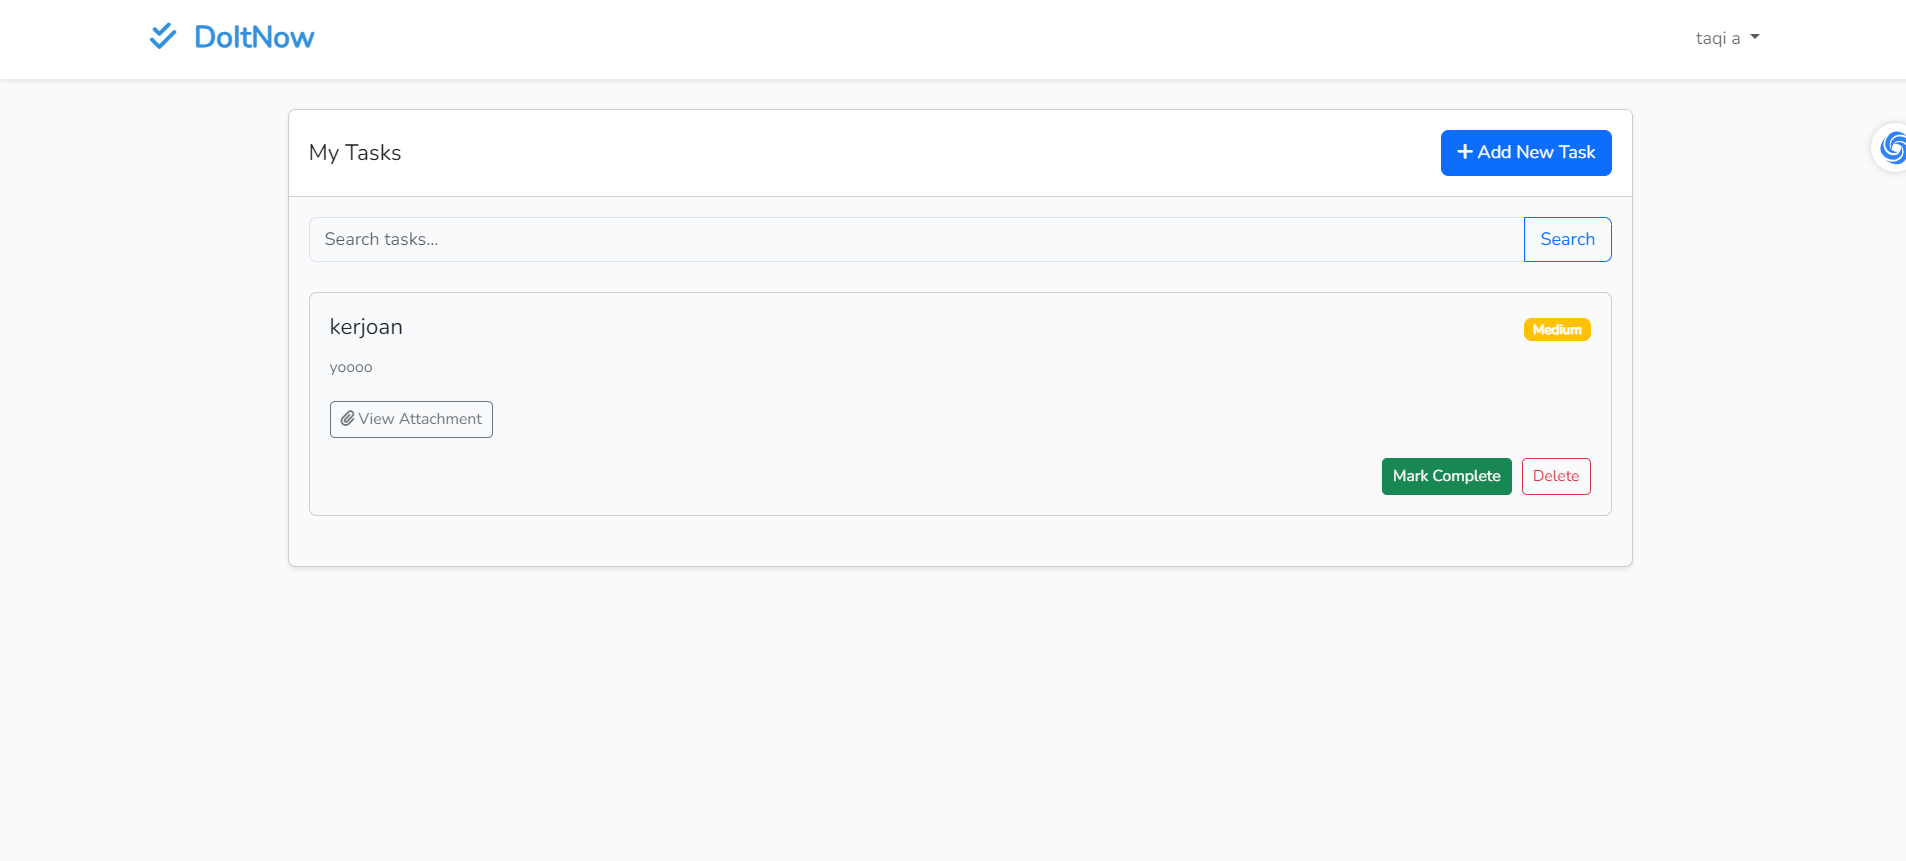 DoItNow
taqi a
My Tasks
Add New Task
Search tasks...
Search
kerjoan
Medium
yoooo
View Attachment
Mark Complete
Delete